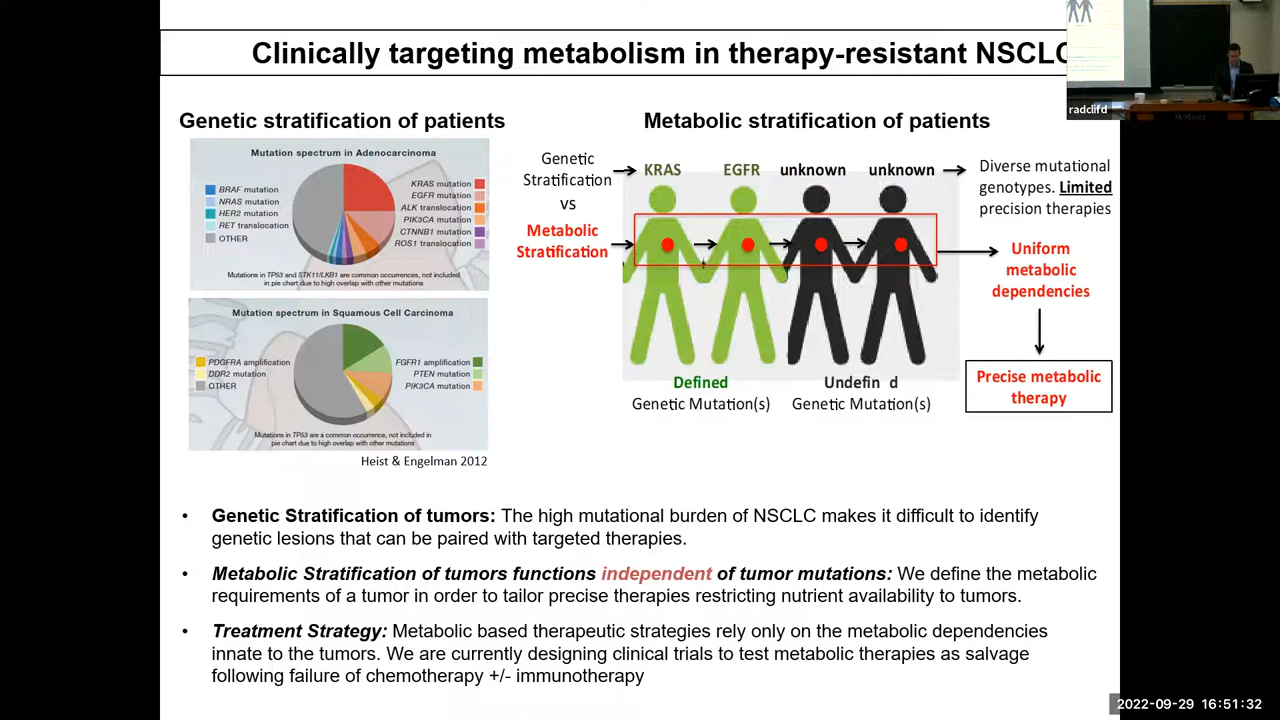 Clinically targeting metabolism in therapy-resistant NSCLC
radclifd
Genetic stratification of patients
Mutation spectrum in Adenocarcinoma
BRAF mutation
NRAS mutation
HER2 mutation
RET translocation
OTHER
KRAS mutation
EGFR mutation
ALK translocation
PIK3CA mutation
CTNNB1 mutation
ROS1 translocation
Mutations in TP53 and STK11/LKB1 are common occurrences, not included
in pie chart due to high overlap with other mutations
Mutation spectrum in Squamous Cell Carcinoma
PDGFRA amplification
DDR2 mutation
OTHER
FGFR1 amplification
PTEN mutation
PIK3CA mutation
Mutations in TP53 are a common occurrence, not included in
pie chart due to high overlap with other mutations
Heist & Engelman 2012
Metabolic stratification of patients
Genetic
Stratification
vs
Metabolic
Stratification
KRAS
EGFR
unknown
unknown
Diverse mutational
genotypes. Limited
precision therapies
Uniform
metabolic
dependencies
Precise metabolic
therapy
Defined
Genetic Mutation(s)
Undefin d
Genetic Mutation(s)
• Genetic Stratification of tumors: The high mutational burden of NSCLC makes it difficult to identify
genetic lesions that can be paired with targeted therapies.
• Metabolic Stratification of tumors functions independent of tumor mutations: We define the metabolic
requirements of a tumor in order to tailor precise therapies restricting nutrient availability to tumors.
• Treatment Strategy: Metabolic based therapeutic strategies rely only on the metabolic dependencies
innate to the tumors. We are currently designing clinical trials to test metabolic therapies as salvage
following failure of chemotherapy +/- immunotherapy
2022-09-29 16:51:32